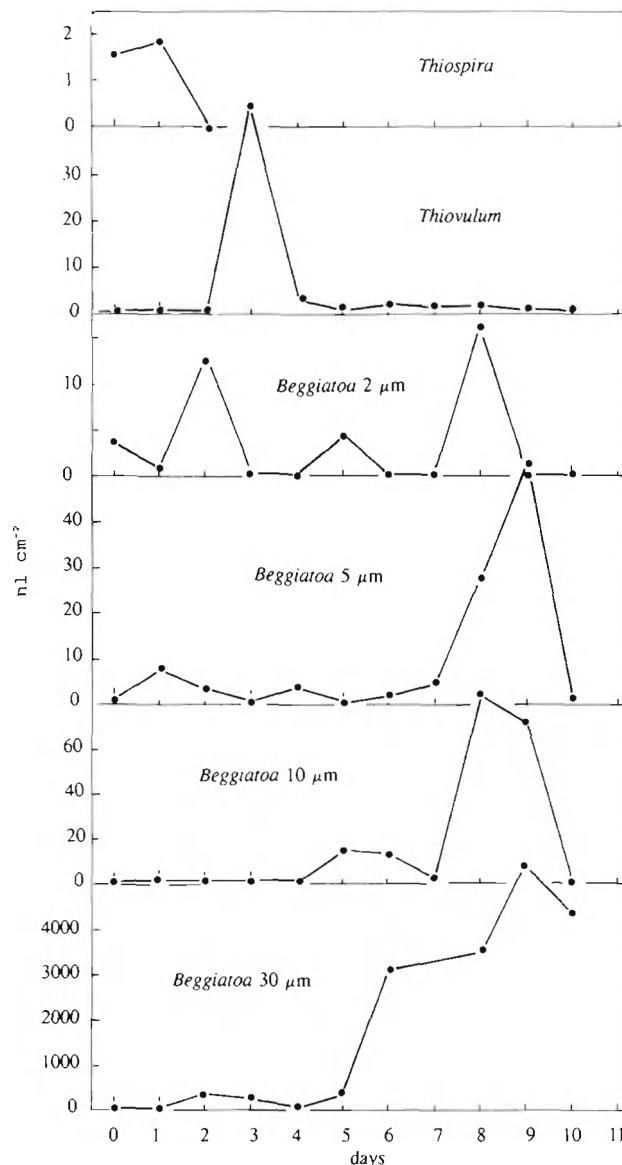 2
Thiospira
1
0
30
Thiovulum
20
10
0
Beggiatoa 2 μm
10
0
40
Beggiatoa 5 μm
30
20
10
0
60
Beggiatoa 10 μm
40
20
0
4000
3000
Beggiatoa 30 μm
2000
1000
0
nl cm⁻²
0 1 2 3 4 5 6 7 8 9 10 11
days